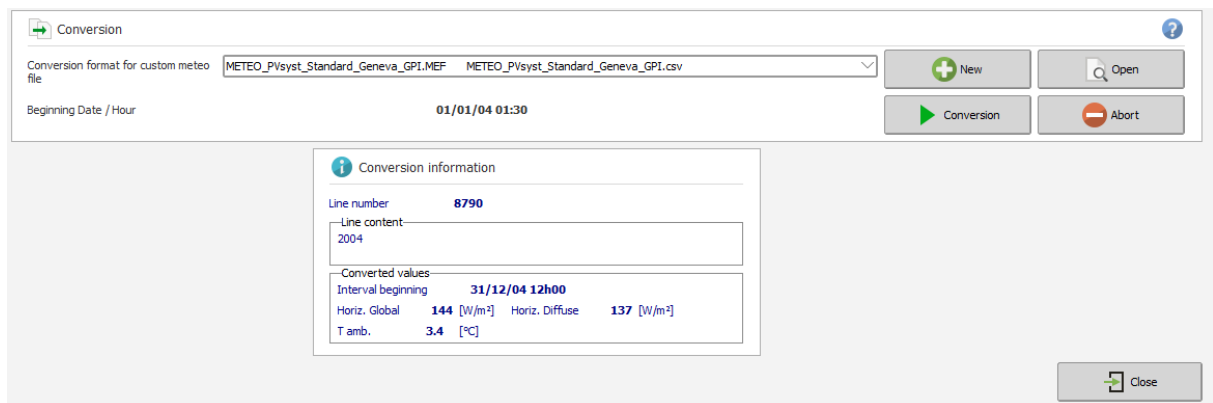 Conversion
Conversion format for custom meteo file
METEO_PVsyst_Standard_Geneva_GPI.MEF METEO_PVsyst_Standard_Geneva_GPI.csv
New
Open
Beginning Date / Hour
01/01/04 01:30
Conversion
Abort
Conversion information
Line number 8790
Line content
2004
Converted values
Interval beginning 31/12/04 12h00
Horiz. Global 144 [W/m²] Horiz. Diffuse 137 [W/m²]
T amb. 3.4 [°C]
Close